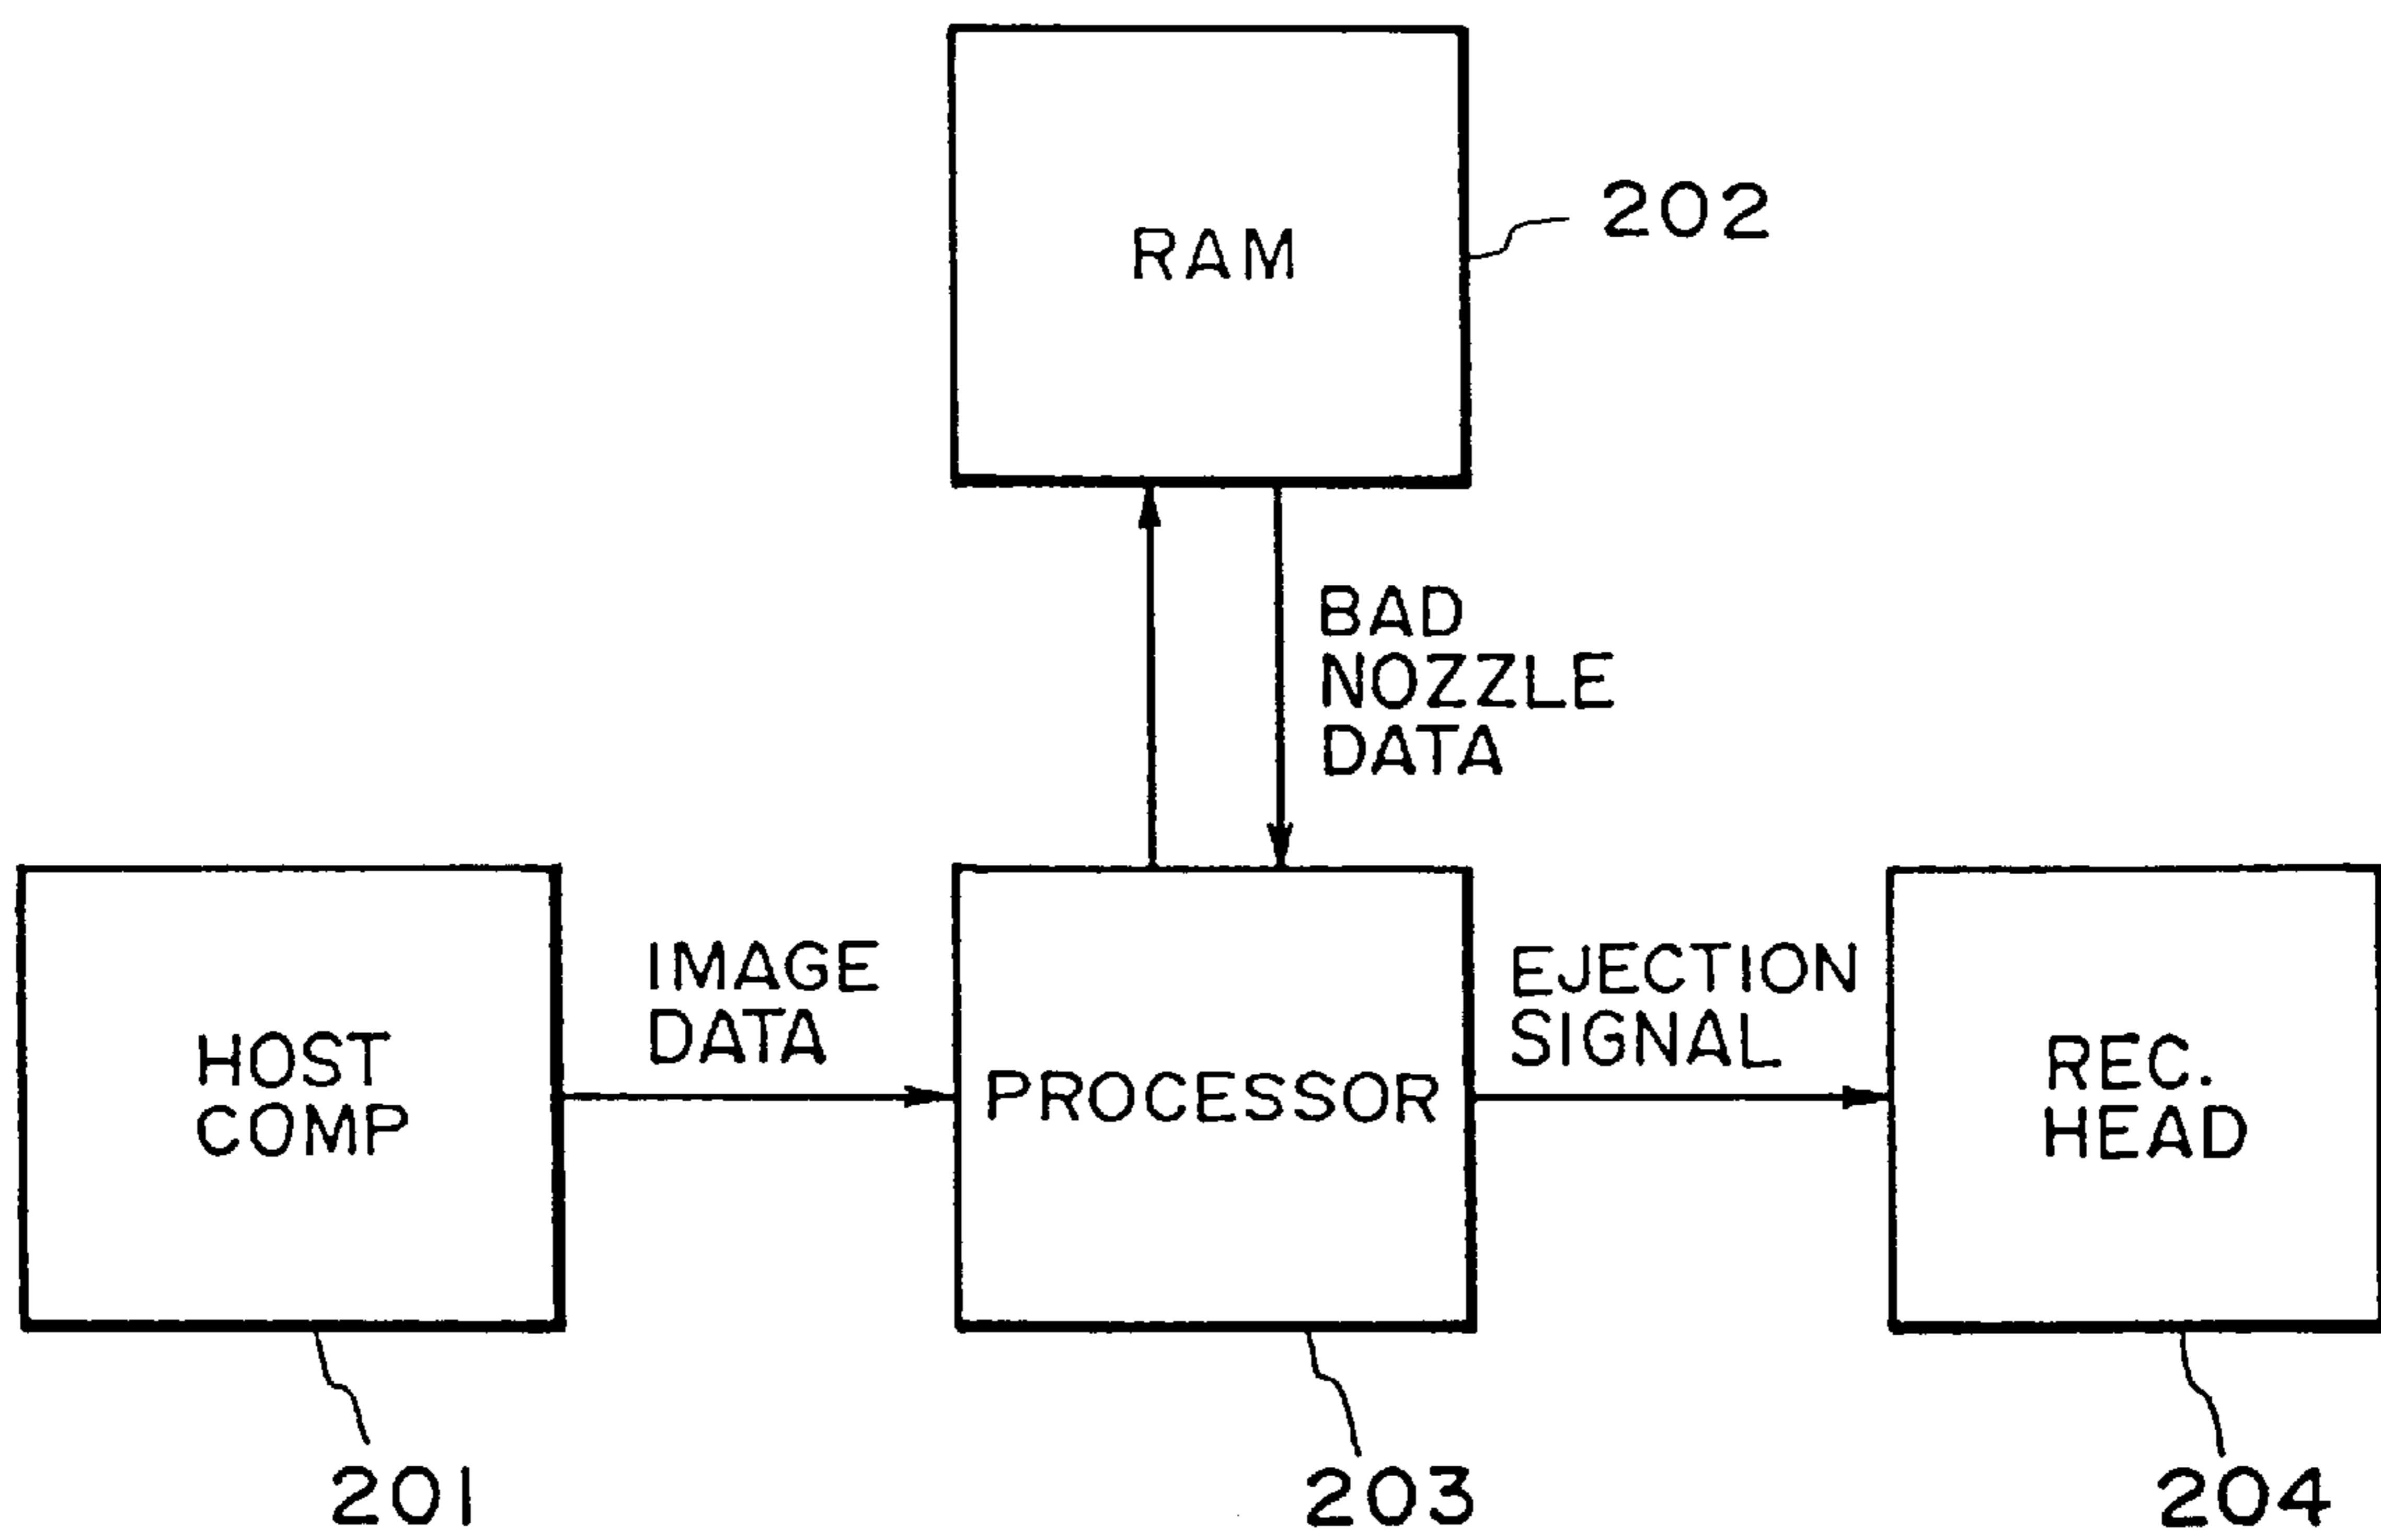 RAM
202
BAD
NOZZLE
DATA
HOST
COMP
IMAGE
DATA
PROCESSOR
EJECTION
SIGNAL
REC.
HEAD
201
203
204